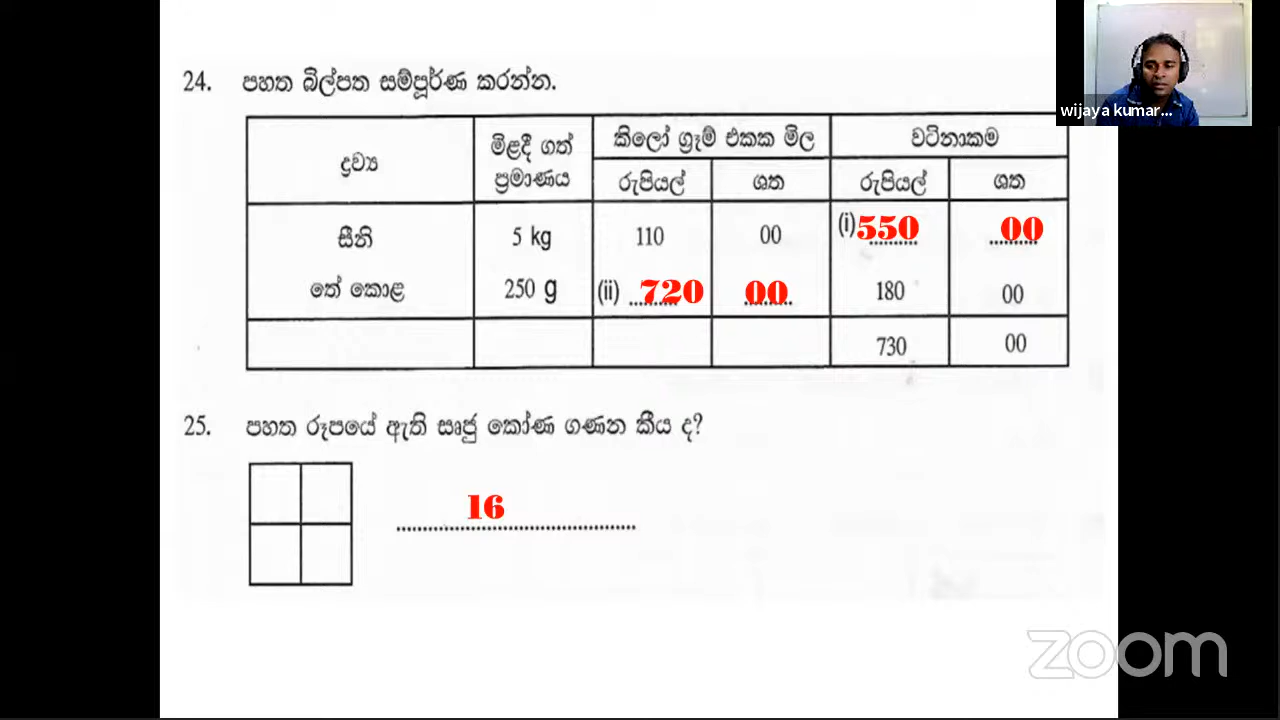 wijaya kumar...
24. පහත බිල්පත සම්පූර්ණ කරන්න.
ද්‍රව්‍ය
මිළදී ගත් ප්‍රමාණය
කිලෝ ග්‍රෑම් එකක මිල
වටිනාකම
රුපියල් ශත රුපියල් ශත
සීනි 5 kg 110 00 (i) 550 00
තේ කොළ 250 g (ii) 720 00 180 00
730 00
25. පහත රූපයේ ඇති සෘජු කෝණ ගණන කීය ද?
16
zoom